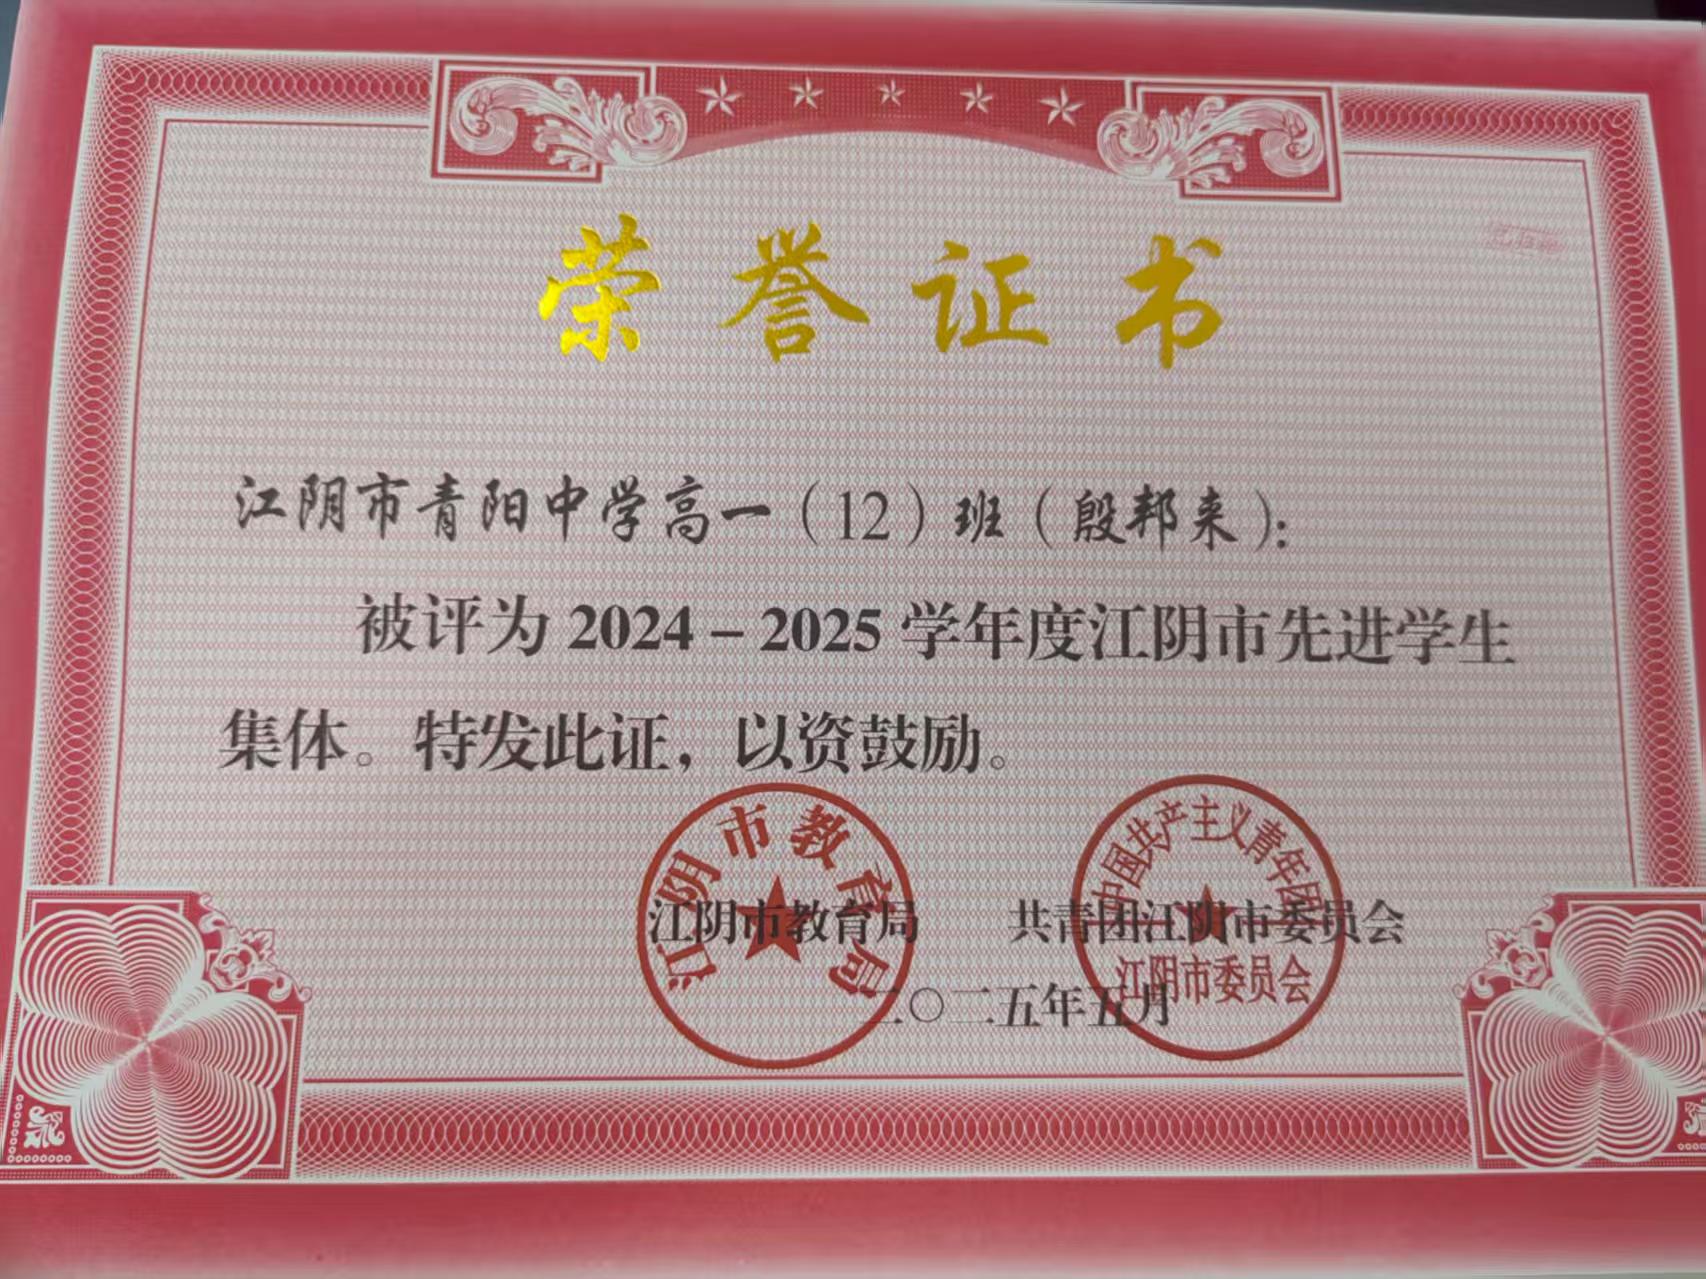 荣誉证书
江阴市青阳中学高一（12）班（殷邦来）：
被评为2024－2025学年度江阴市先进学生
集体。特发此证，以资鼓励。
江阴市教育局
中国共产主义青年团
江阴市教育局 共青团江阴市委员会
江阴市委员会
二〇二五年五月